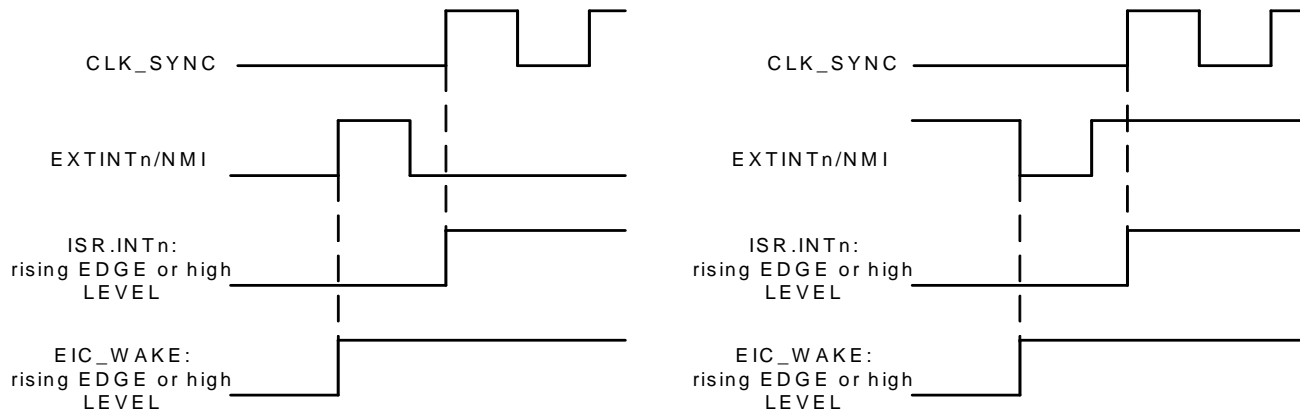 CLK_SYNC
EXTINTn/NMI
ISR.INTn:
rising EDGE or high
LEVEL
EIC_WAKE:
rising EDGE or high
LEVEL
CLK_SYNC
EXTINTn/NMI
ISR.INTn:
rising EDGE or high
LEVEL
EIC_WAKE:
rising EDGE or high
LEVEL